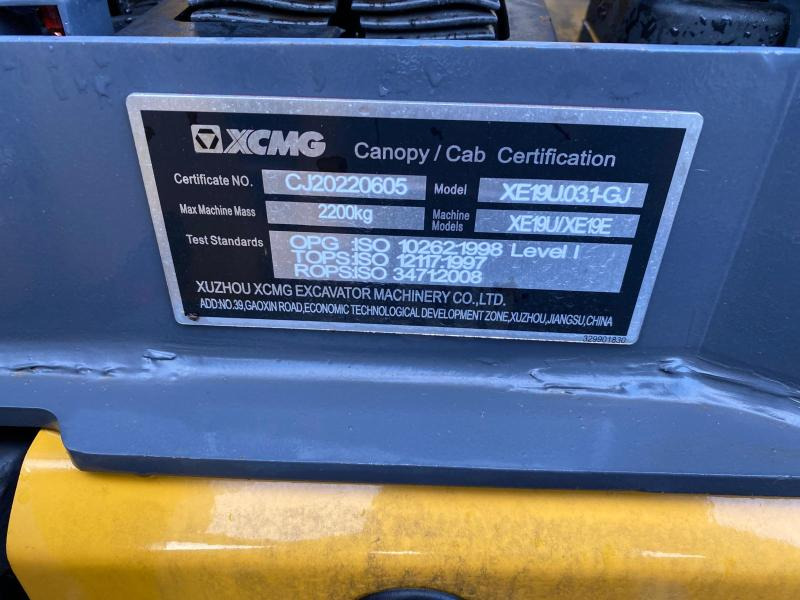 XCMG Canopy / Cab Certification
Certificate NO. CJ20220605 Model XE19U.03.1-GJ
Max Machine Mass 2200kg Machine Models XE19U/XE19E
Test Standards OPG :ISO 10262:1998 Level I
TOPS:ISO 12117:1997
ROPS:ISO 3471:2008
XUZHOU XCMG EXCAVATOR MACHINERY CO.,LTD.
ADD:NO.39,GAOXIN ROAD,ECONOMIC TECHNOLOGICAL DEVELOPMENT ZONE,XUZHOU,JIANGSU,CHINA
329901830